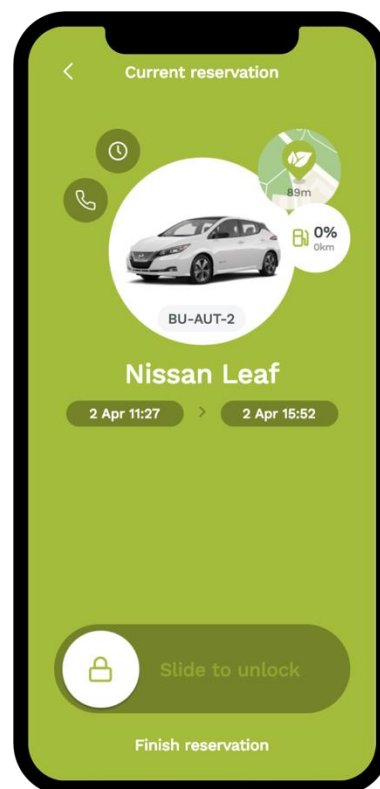 Current reservation
89m
0%
0km
BU-AUT-2
Nissan Leaf
2 Apr 11:27 > 2 Apr 15:52
Slide to unlock
Finish reservation